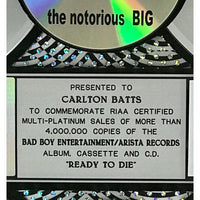 the notorious BIG
PRESENTED TO
CARLTON BATTS
TO COMMEMORATE RIAA CERTIFIED
MULTI-PLATINUM SALES OF MORE THAN
4,000,000 COPIES OF THE
BAD BOY ENTERTAINMENT/ARISTA RECORDS
ALBUM, CASSETTE AND C.D.
"READY TO DIE"